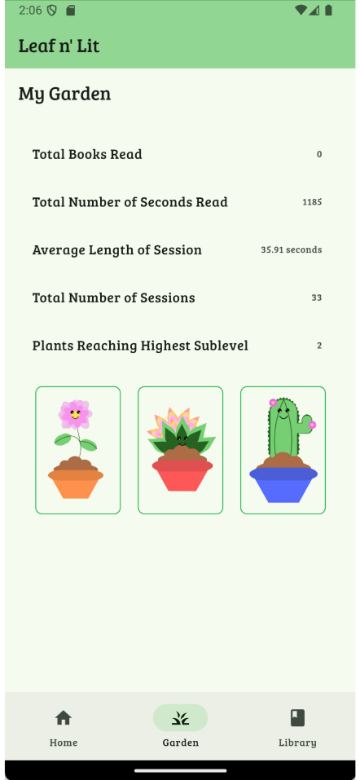 2:06
Leaf n' Lit
My Garden
Total Books Read 0
Total Number of Seconds Read 1185
Average Length of Session 35.91 seconds
Total Number of Sessions 33
Plants Reaching Highest Sublevel 2
Home Garden Library